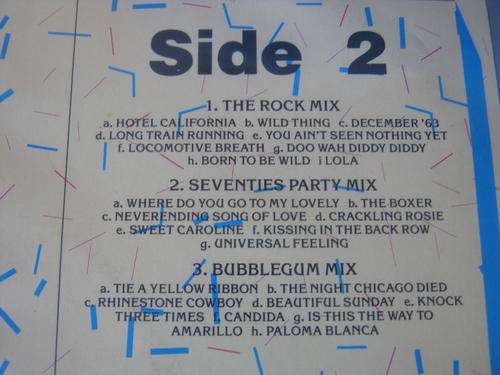 Side 2
1. THE ROCK MIX
a. HOTEL CALIFORNIA b. WILD THING c. DECEMBER '63
d. LONG TRAIN RUNNING e. YOU AIN'T SEEN NOTHING YET
f. LOCOMOTIVE BREATH g. DOO WAH DIDDY DIDDY
h. BORN TO BE WILD i LOLA
2. SEVENTIES PARTY MIX
a. WHERE DO YOU GO TO MY LOVELY b. THE BOXER
c. NEVERENDING SONG OF LOVE d. CRACKLING ROSIE
e. SWEET CAROLINE f. KISSING IN THE BACK ROW
g. UNIVERSAL FEELING
3. BUBBLEGUM MIX
a. TIE A YELLOW RIBBON b. THE NIGHT CHICAGO DIED
c. RHINESTONE COWBOY d. BEAUTIFUL SUNDAY e. KNOCK
THREE TIMES f. CANDIDA g. IS THIS THE WAY TO
AMARILLO h. PALOMA BLANCA